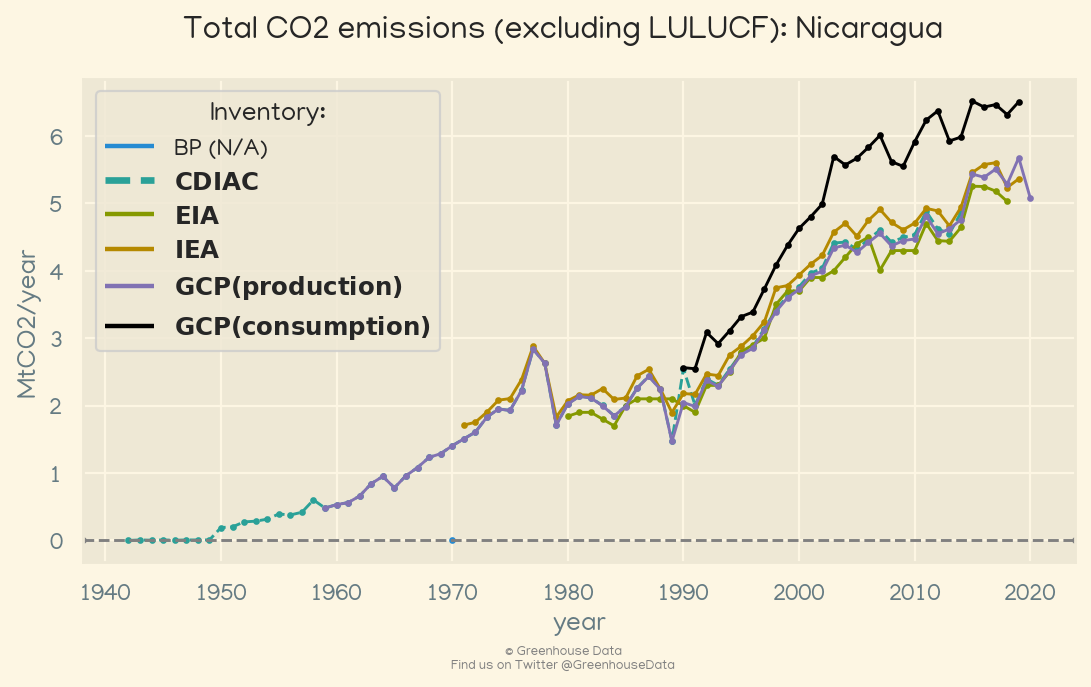 Total CO2 emissions (excluding LULUCF): Nicaragua
Inventory:
BP (N/A)
CDIAC
EIA
IEA
GCP(production)
GCP(consumption)
MtCO2/year
6
5
4
3
2
1
0
1940 1950 1960 1970 1980 1990 2000 2010 2020
year
© Greenhouse Data
Find us on Twitter @GreenhouseData